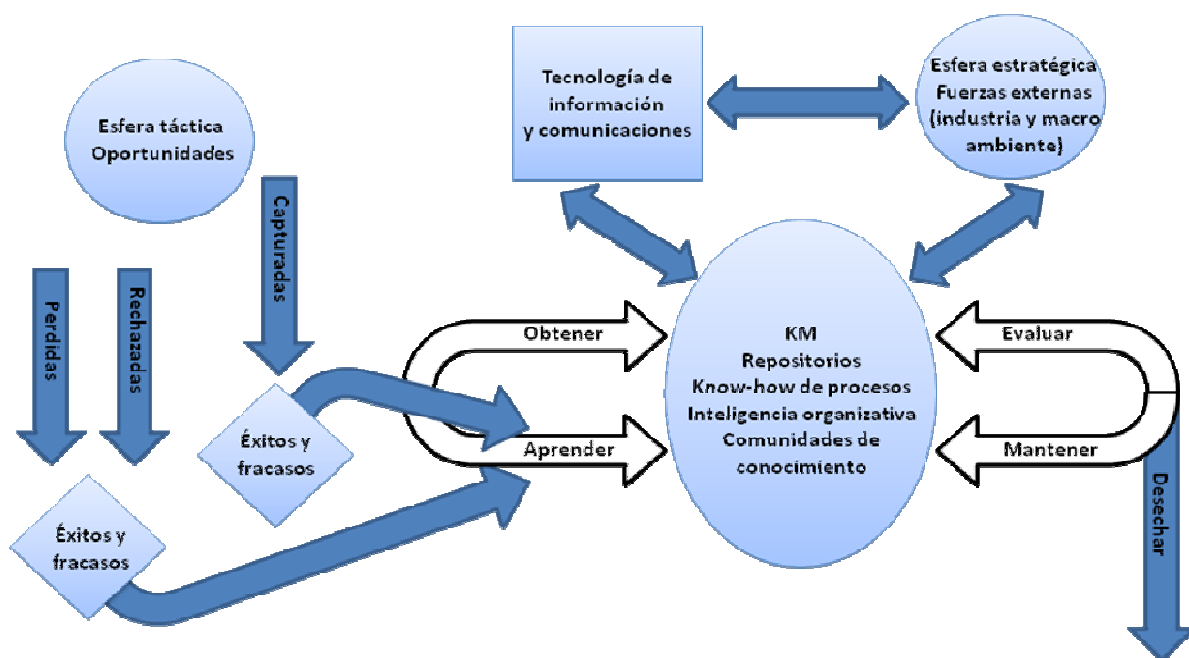 Esfera táctica
Oportunidades
Tecnología de
información
y comunicaciones
Esfera estratégica
Fuerzas externas
(industria y macro
ambiente)
Capturadas
Perdidas
Rechazadas
Obtener
Aprender
KM
Repositorios
Know-how de procesos
Inteligencia organizativa
Comunidades de
conocimiento
Evaluar
Mantener
Éxitos y
fracasos
Éxitos y
fracasos
Desechar